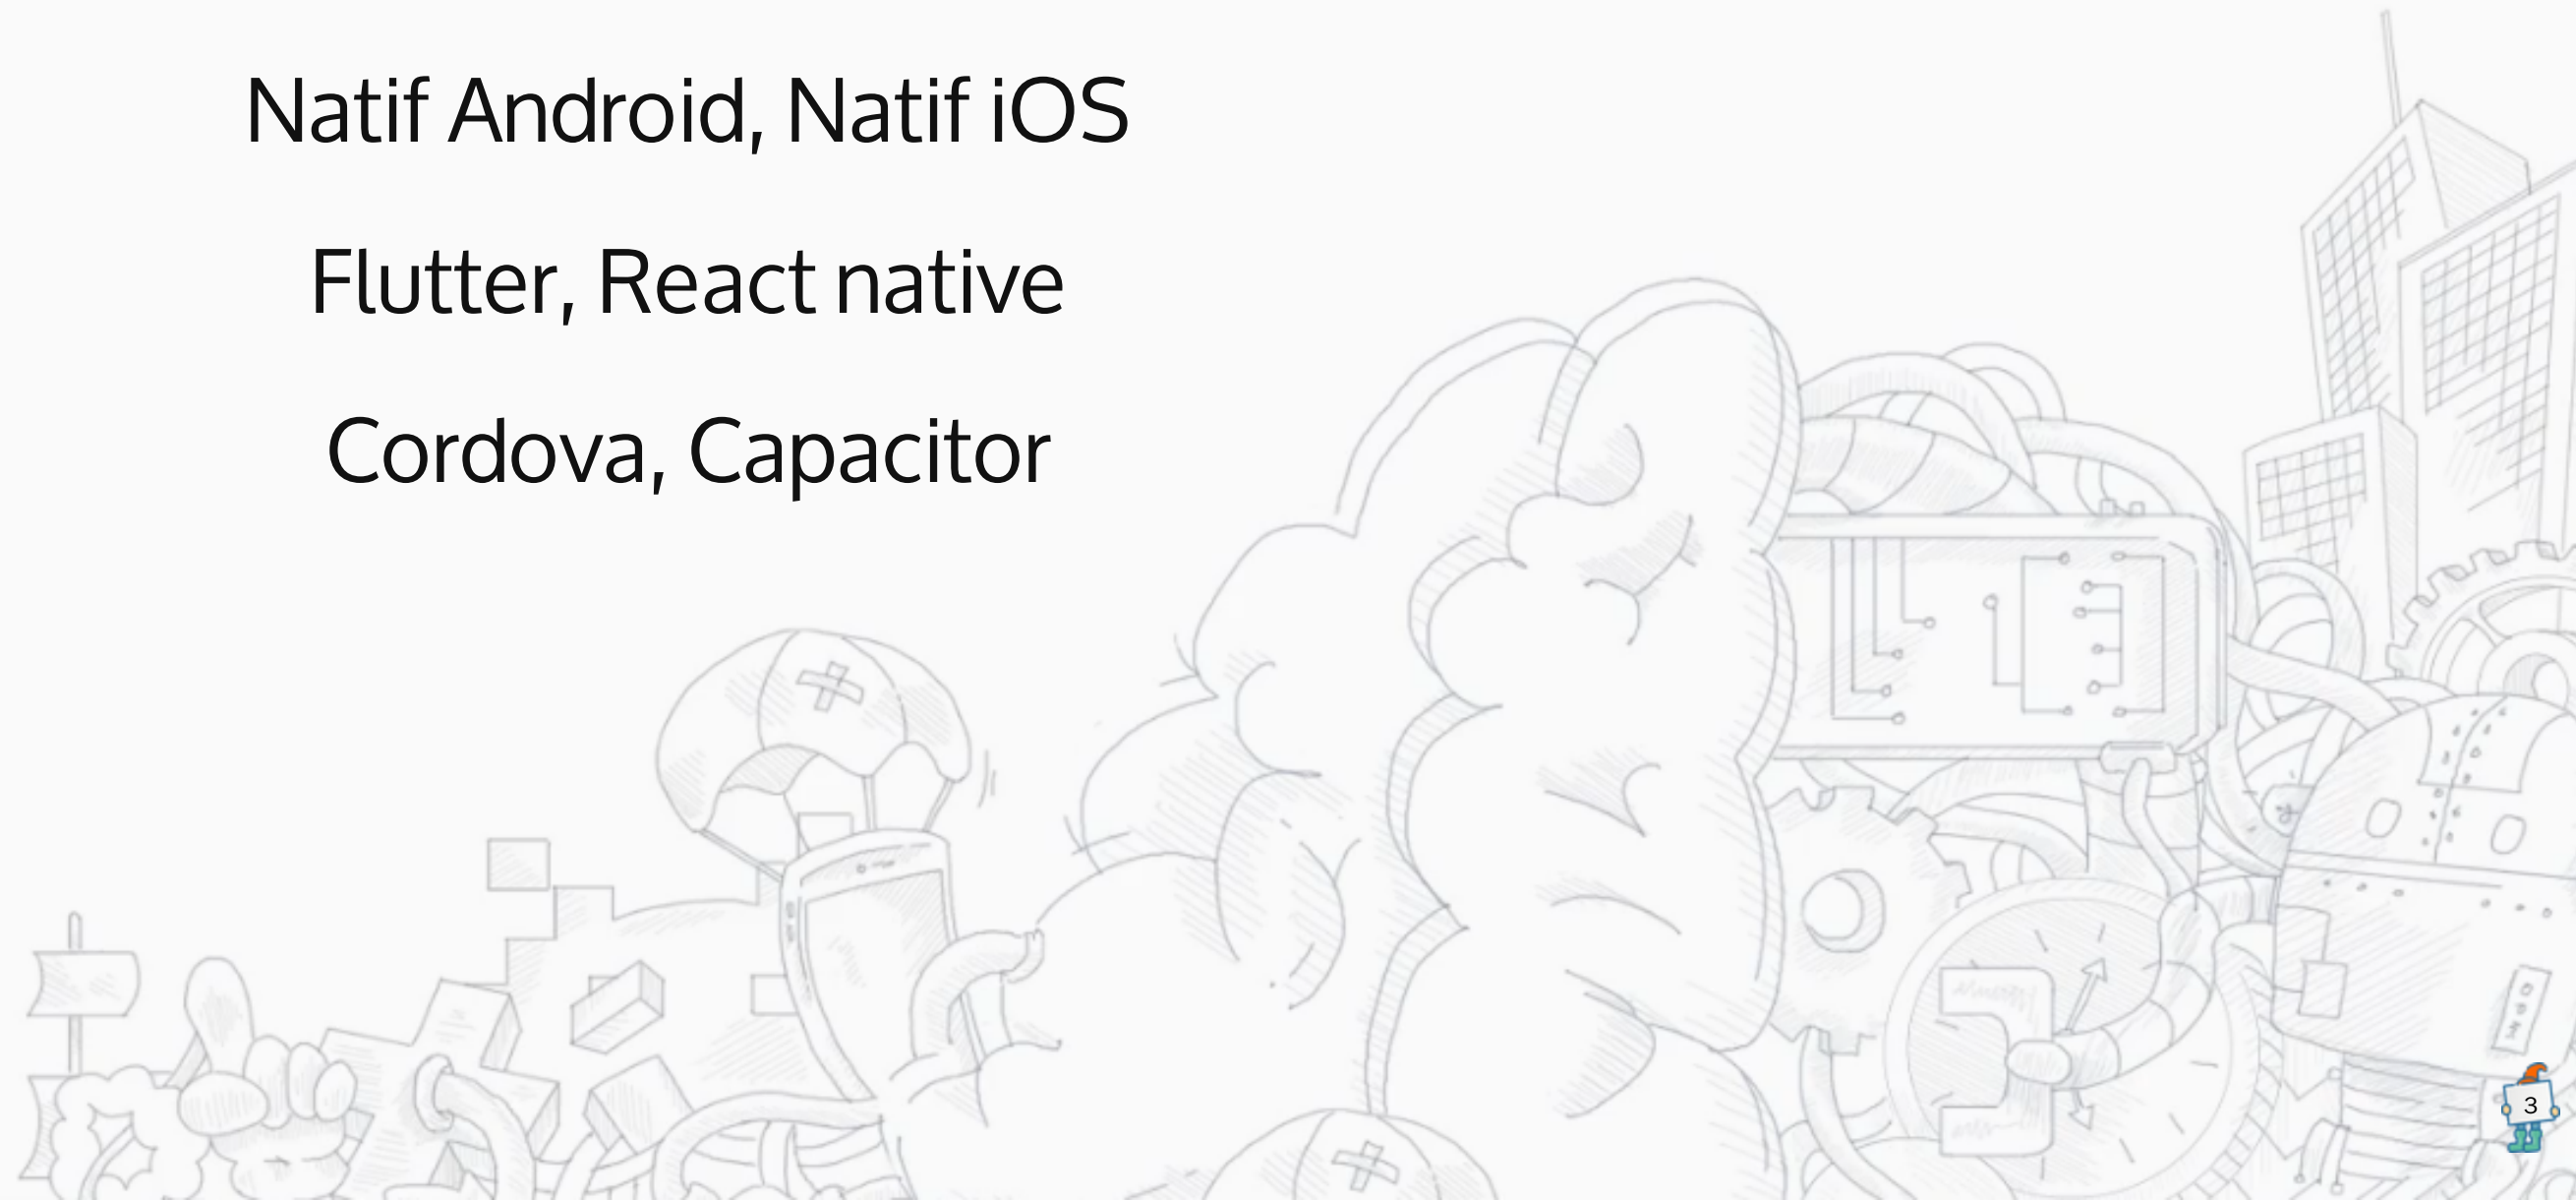 Natif Android, Natif iOS
Flutter, React native
Cordova, Capacitor
3